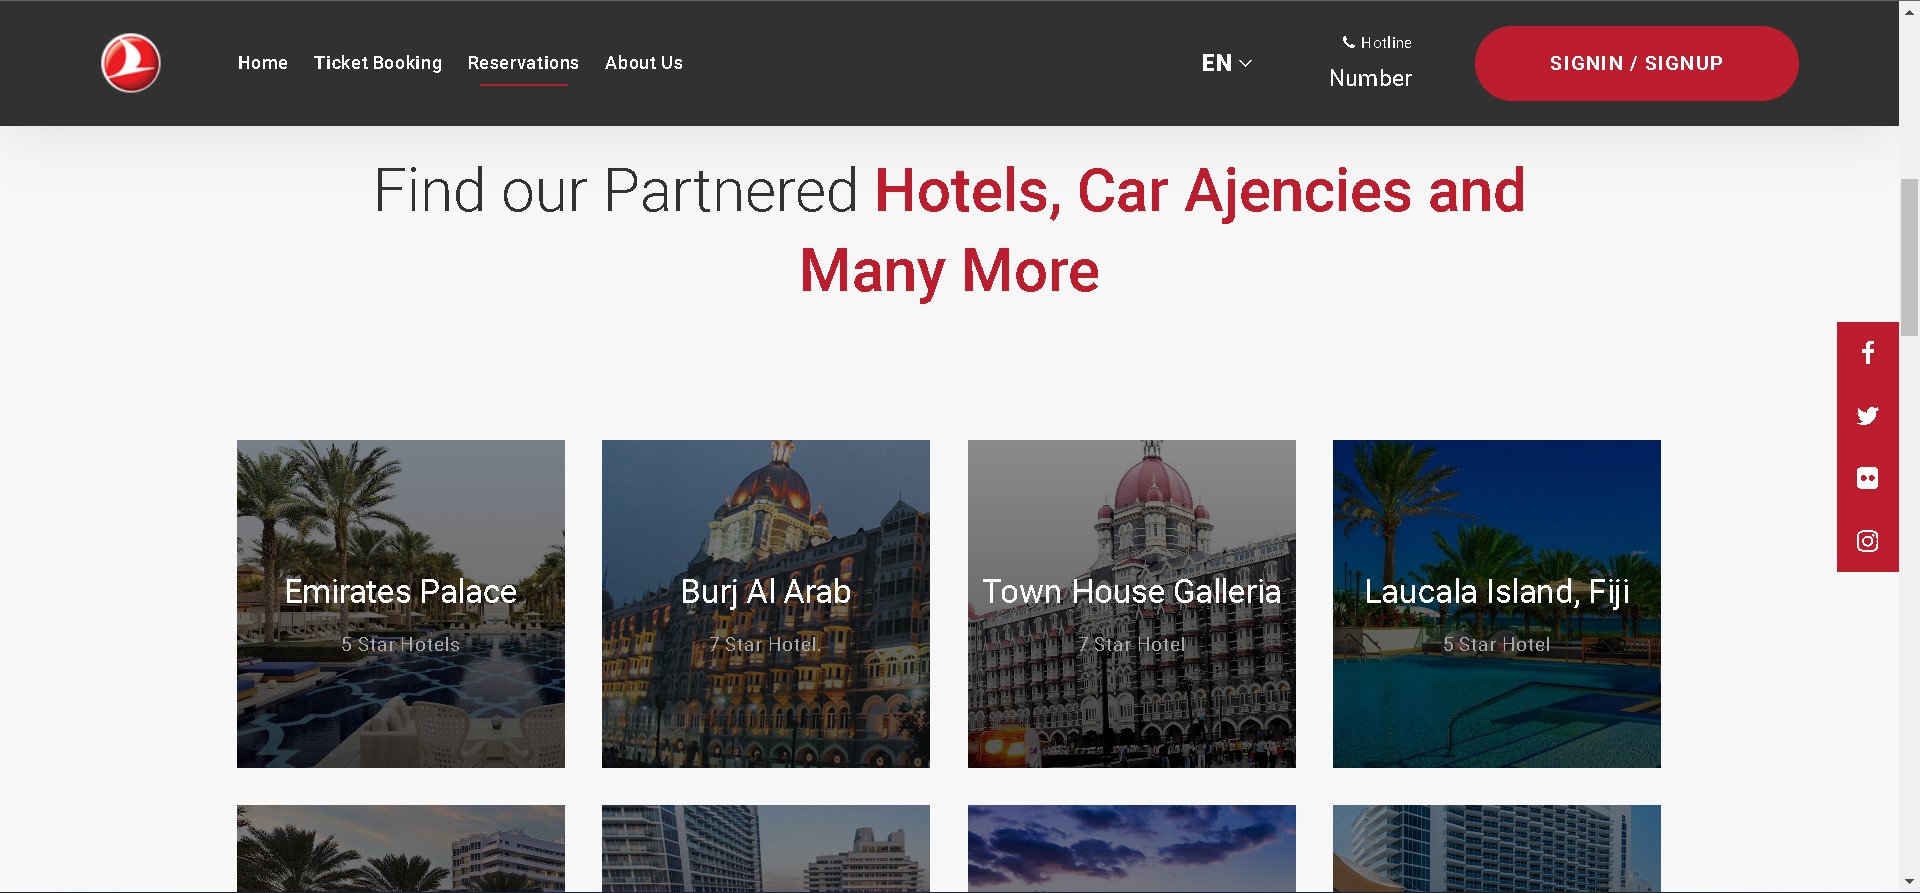 Home Ticket Booking Reservations About Us
EN
Hotline
Number
SIGNIN / SIGNUP
Find our Partnered Hotels, Car Ajencies and
Many More
Emirates Palace
5 Star Hotels
Burj Al Arab
7 Star Hotel.
Town House Galleria
7 Star Hotel
Laucala Island, Fiji
5 Star Hotel